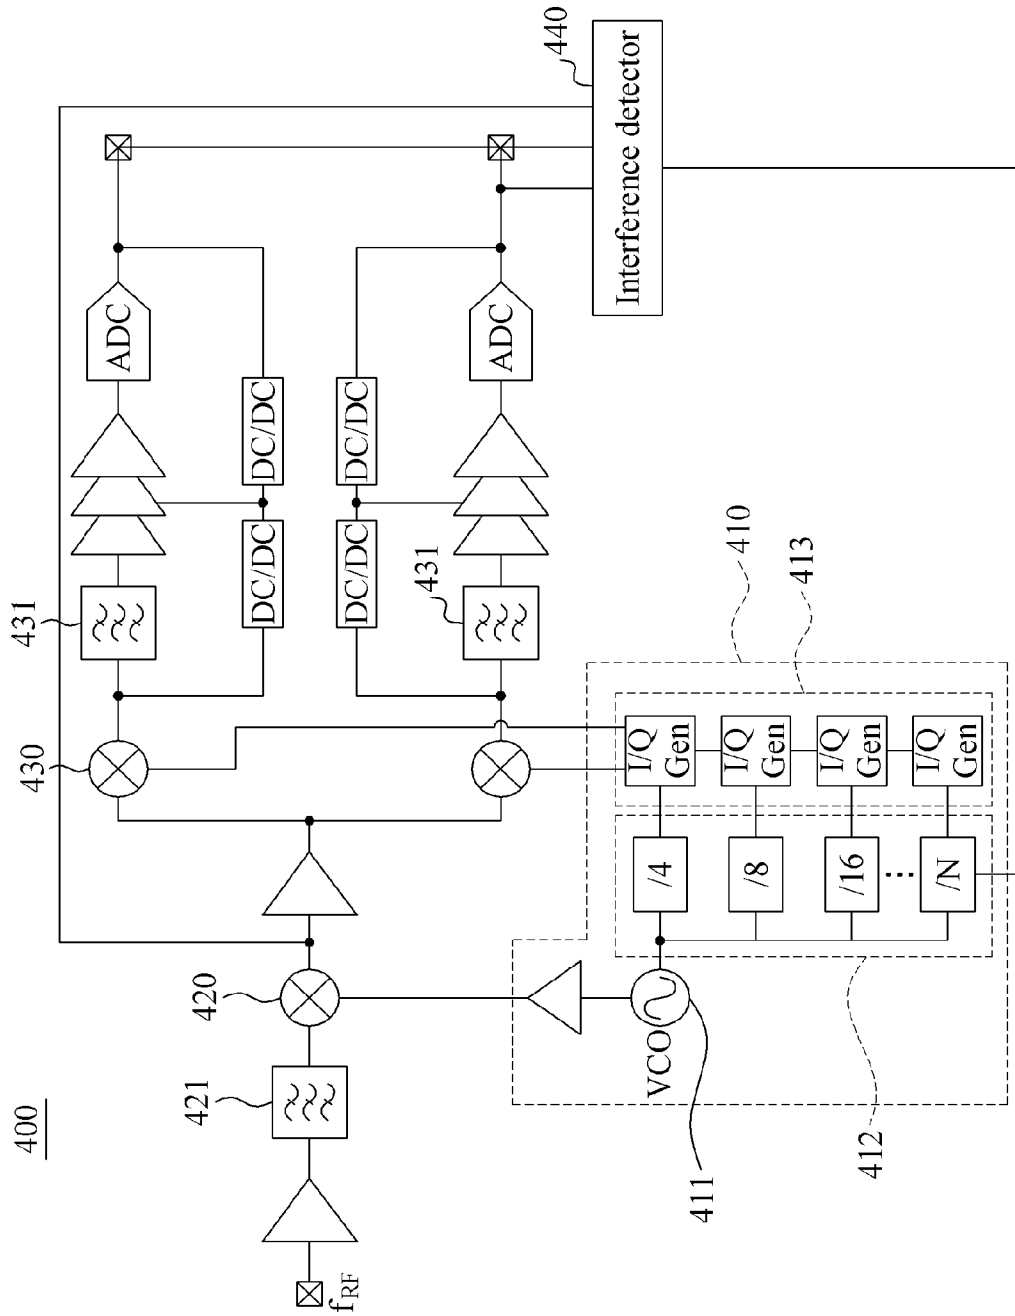 400
f_RF
421
420
430
431
ADC
DC/DC
DC/DC
DC/DC
DC/DC
431
ADC
440
Interference detector
410
413
I/Q
Gen
I/Q
Gen
I/Q
Gen
I/Q
Gen
/4
/8
/16
...
/N
VCO
411
412